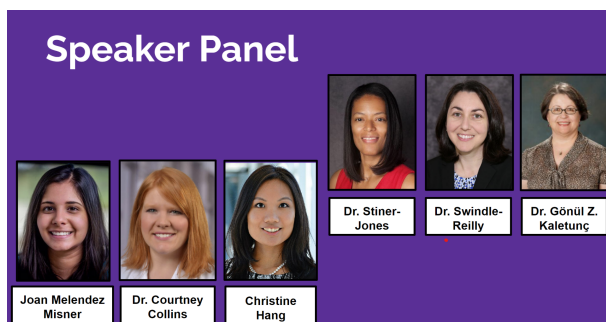 Speaker Panel
Dr. Stiner-
Jones
Dr. Swindle-
Reilly
Dr. Gönül Z.
Kaletunç
Joan Melendez
Misner
Dr. Courtney
Collins
Christine
Hang